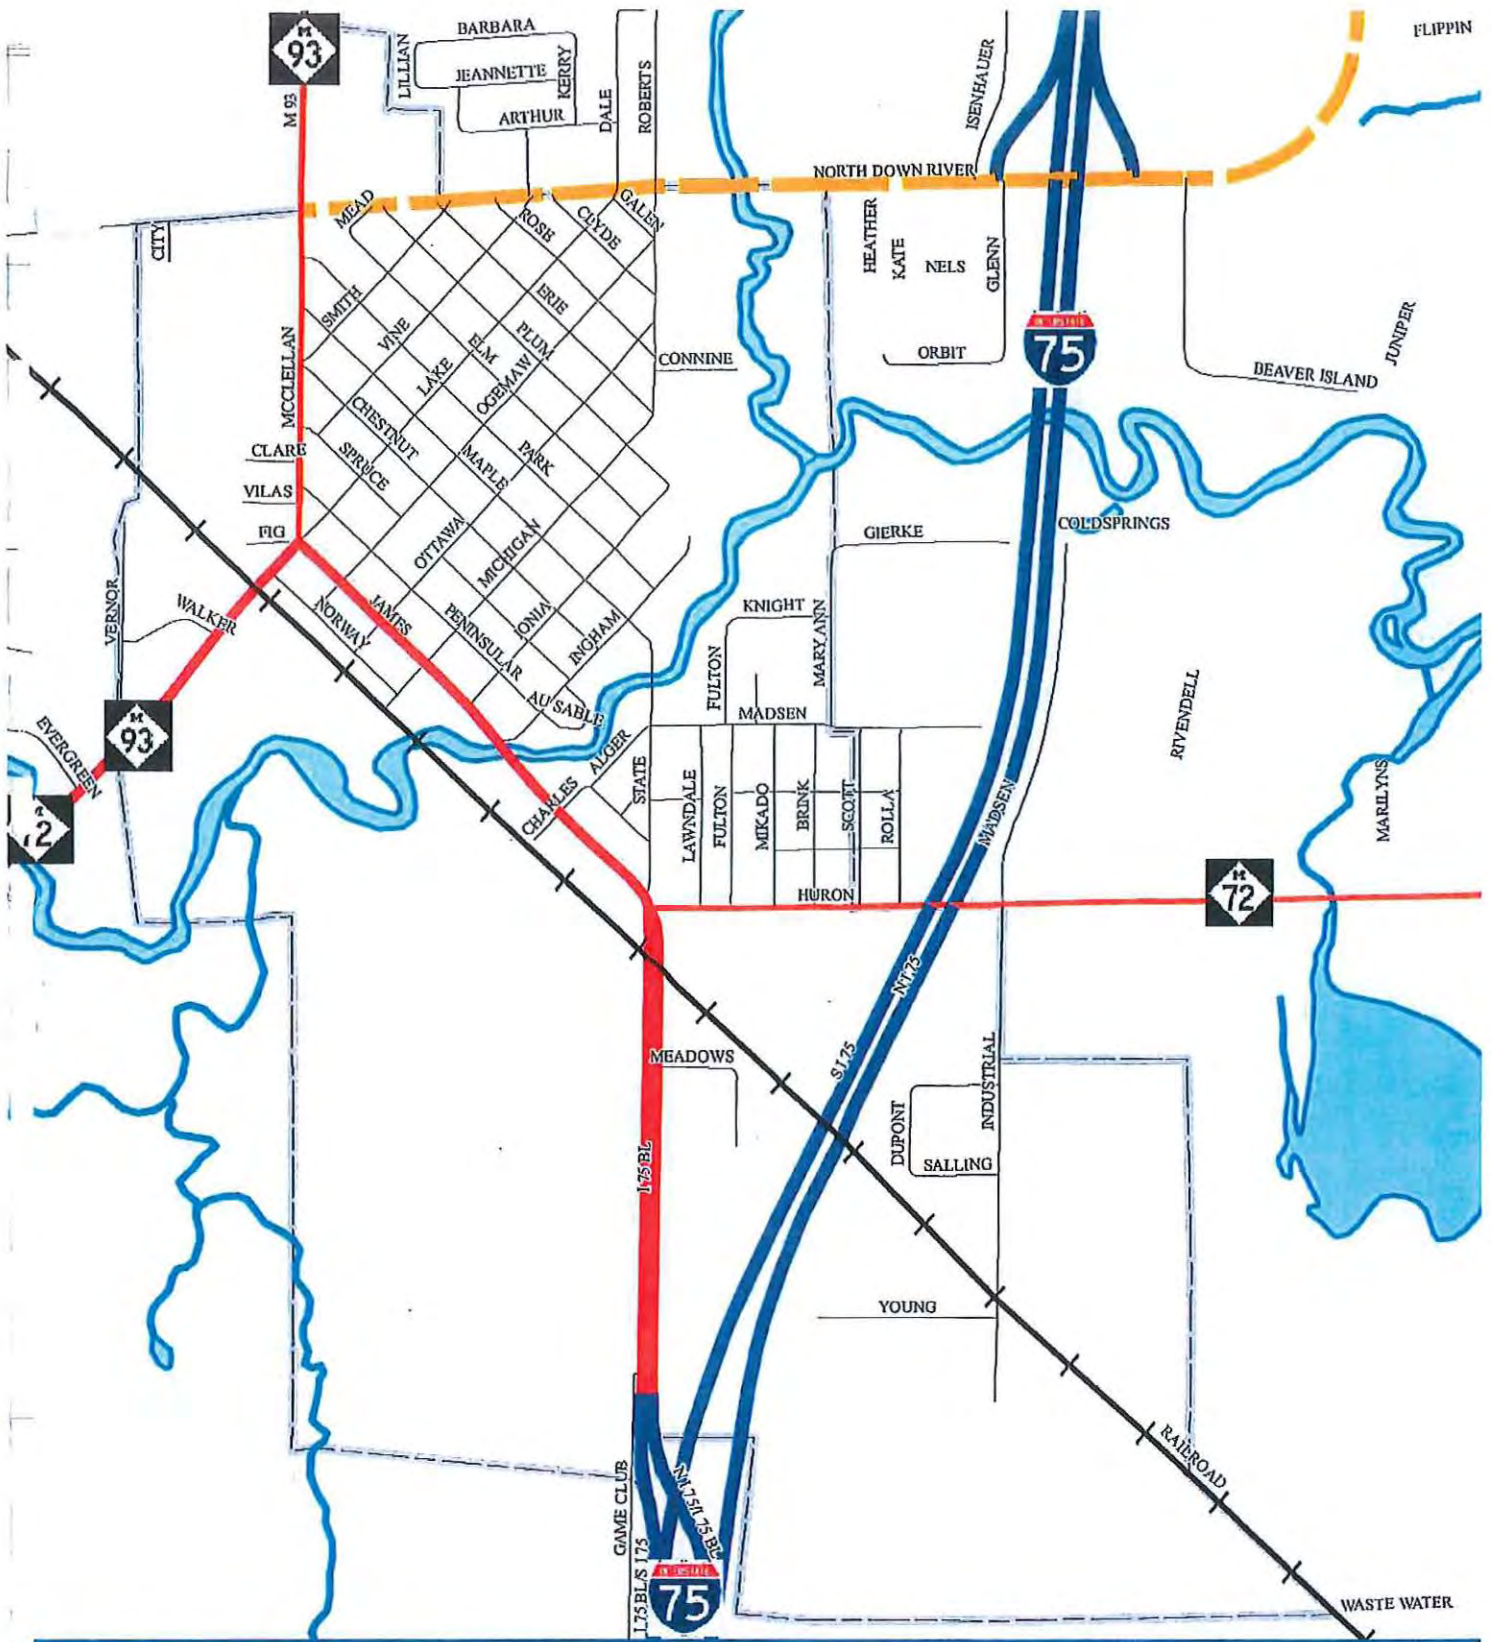 M
93
M 93
LILLIAN
BARBARA
JEANNETTE
KERRY
ARTHUR
DALE
ROBERTS
ISENHAUER
FLIPPIN
NORTH DOWN RIVER
MEAD
GALEN
ROSE
CLYDE
CITY
HEATHER
KATE
NELS
GLENN
SMITH
ERIE
VINE
ELM
PLUM
LAKE
OGEMAW
MCCLELLAN
CONNINE
ORBIT
INTERSTATE
75
JUNIPER
BEAVER ISLAND
CHESTNUT
CLARE
SPRUCE
MAPLE
PARK
VILAS
FIG
OTTAWA
MICHIGAN
GIERKE
COLDSPRINGS
VERNOR
WALKER
NORWAY
JAMES
PENINSULAR
IONIA
INGHAM
KNIGHT
MARY ANN
FULTON
AU SABLE
MADSEN
RIVENDELL
EVERGREEN
M
93
72
ALGER
CHARLES
STATE
LAWNDALE
FULTON
MIKADO
BRINK
SCOTT
ROLLA
MADSEN
MARILYNS
HURON
M
72
N I 75
S I 75
MEADOWS
INDUSTRIAL
DUPONT
SALLING
I 75 BL
YOUNG
RAILROAD
GAME CLUB
N I 75/I 75 BL
I 75 BL/S I 75
INTERSTATE
75
WASTE WATER